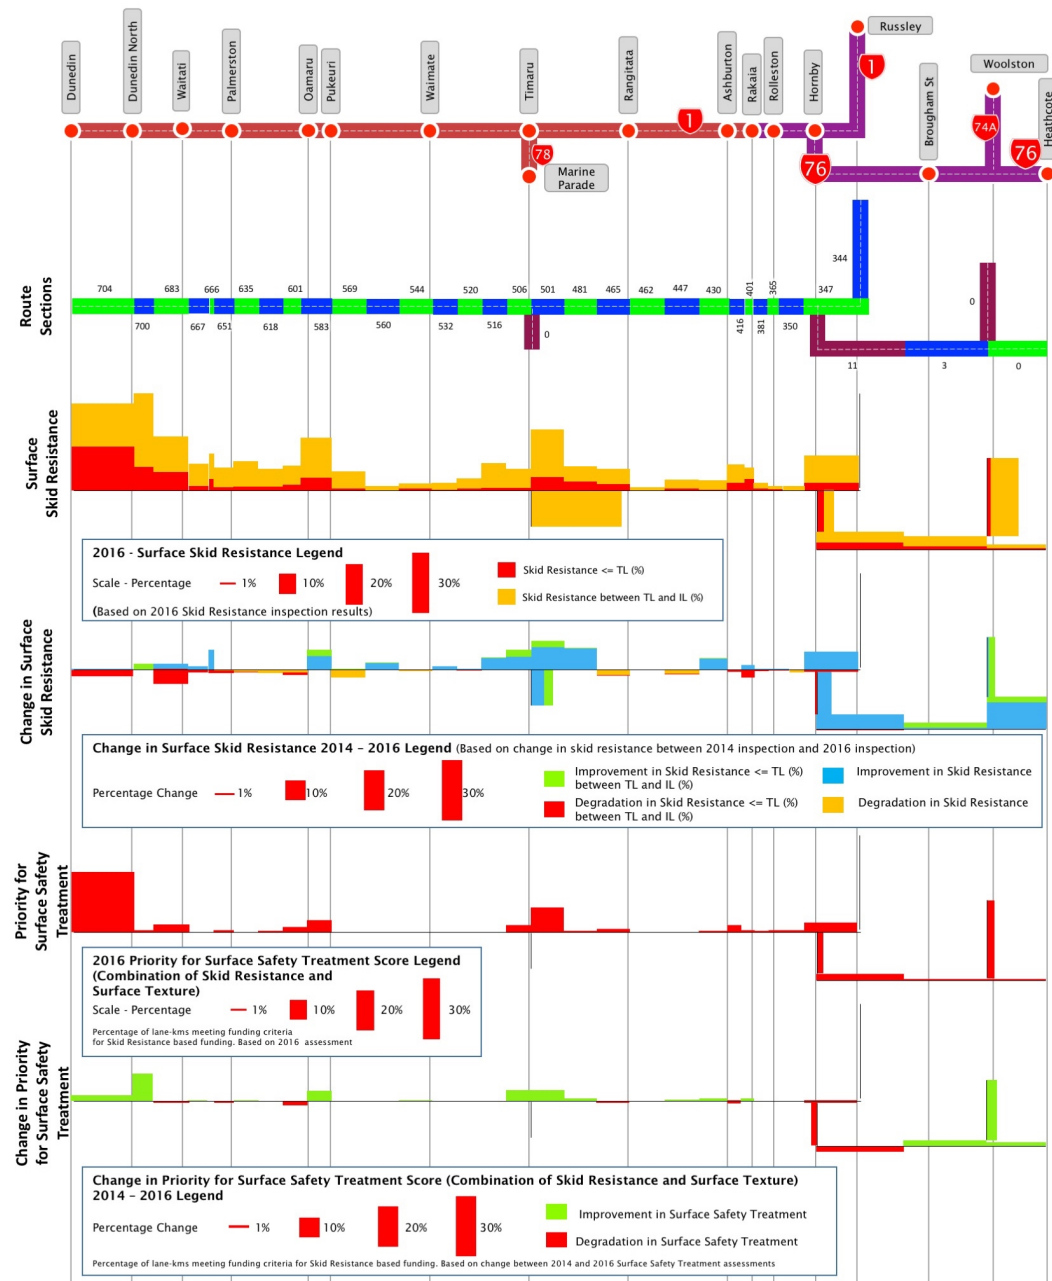 Dunedin
Dunedin North
Waitati
Palmerston
Oamaru
Pukeuri
Waimate
Timaru
Rangitata
Ashburton
Rakaia
Rolleston
Hornby
Russley
Brougham St
Woolston
Heathcote
1
1
78
Marine
Parade
76
74A
76
Route
Sections
704
683
666
635
601
569
544
520
506
501
481
465
462
447
430
401
365
347
344
0
700
667
651
618
583
560
532
516
0
416
381
350
11
3
0
Surface
Skid Resistance
2016 - Surface Skid Resistance Legend
Scale - Percentage 1% 10% 20% 30%
(Based on 2016 Skid Resistance inspection results)
Skid Resistance <= TL (%)
Skid Resistance between TL and IL (%)
Change in Surface
Skid Resistance
Change in Surface Skid Resistance 2014 – 2016 Legend (Based on change in skid resistance between 2014 inspection and 2016 inspection)
Percentage Change 1% 10% 20% 30%
Improvement in Skid Resistance <= TL (%)
between TL and IL (%)
Degradation in Skid Resistance <= TL (%)
between TL and IL (%)
Improvement in Skid Resistance
Degradation in Skid Resistance
Priority for
Surface Safety
Treatment
2016 Priority for Surface Safety Treatment Score Legend
(Combination of Skid Resistance and
Surface Texture)
Scale - Percentage 1% 10% 20% 30%
Percentage of lane-kms meeting funding criteria
for Skid Resistance based funding. Based on 2016 assessment
Change in Priority
for Surface Safety
Treatment
Change in Priority for Surface Safety Treatment Score (Combination of Skid Resistance and Surface Texture)
2014 – 2016 Legend
Percentage Change 1% 10% 20% 30%
Improvement in Surface Safety Treatment
Degradation in Surface Safety Treatment
Percentage of lane-kms meeting funding criteria for Skid Resistance based funding. Based on change between 2014 and 2016 Surface Safety Treatment assessments